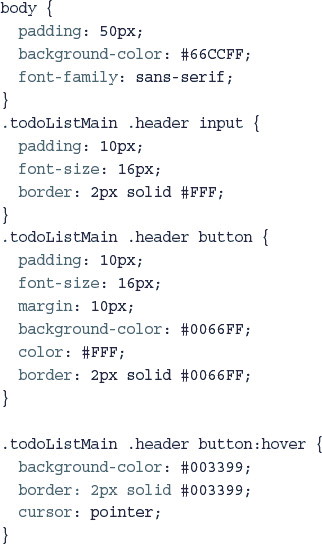 body {
  padding: 50px;
  background-color: #66CCFF;
  font-family: sans-serif;
}
.todoListMain .header input {
  padding: 10px;
  font-size: 16px;
  border: 2px solid #FFF;
}
.todoListMain .header button {
  padding: 10px;
  font-size: 16px;
  margin: 10px;
  background-color: #0066FF;
  color: #FFF;
  border: 2px solid #0066FF;
}

.todoListMain .header button:hover {
  background-color: #003399;
  border: 2px solid #003399;
  cursor: pointer;
}